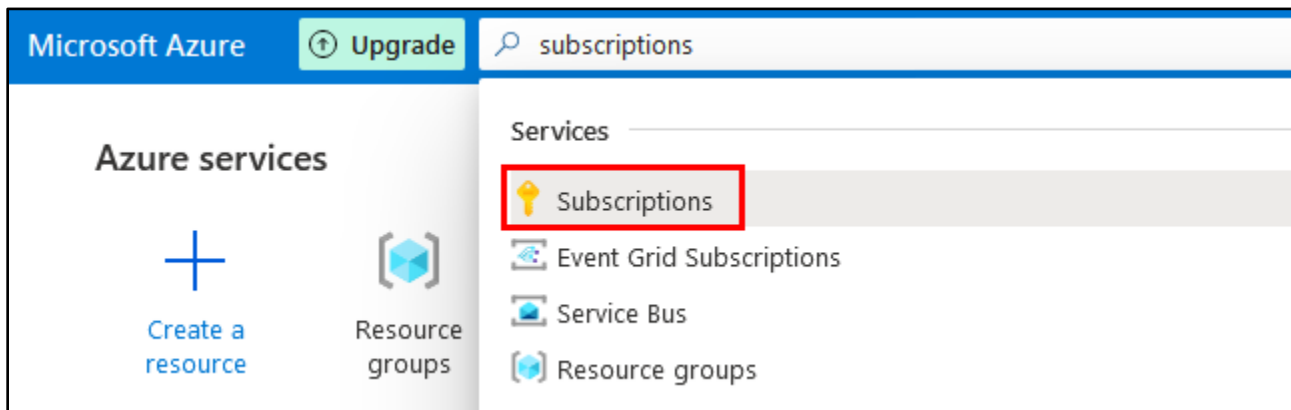 Microsoft Azure
Upgrade
subscriptions
Azure services
Create a
resource
Resource
groups
Services
Subscriptions
Event Grid Subscriptions
Service Bus
Resource groups